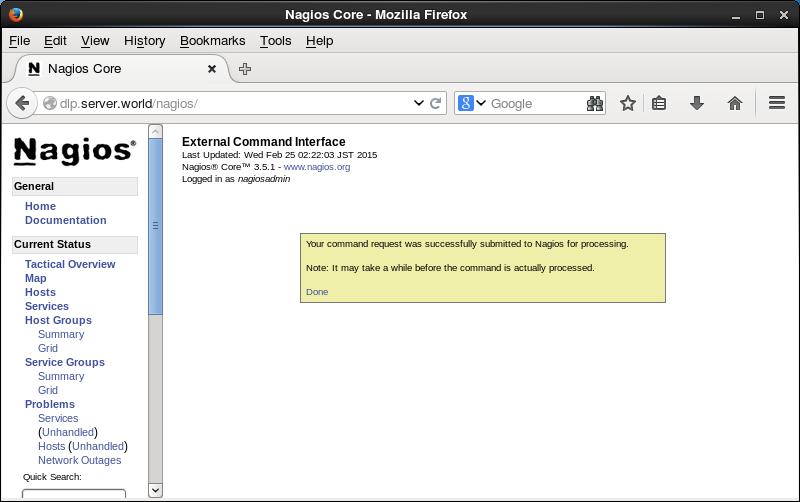 Nagios Core - Mozilla Firefox
File Edit View History Bookmarks Tools Help
Nagios Core
dlp.server.world/nagios/
Google
Nagios®
General
Home
Documentation
Current Status
Tactical Overview
Map
Hosts
Services
Host Groups
Summary
Grid
Service Groups
Summary
Grid
Problems
Services
(Unhandled)
Hosts (Unhandled)
Network Outages
Quick Search:
External Command Interface
Last Updated: Wed Feb 25 02:22:03 JST 2015
Nagios® Core™ 3.5.1 - www.nagios.org
Logged in as nagiosadmin
Your command request was successfully submitted to Nagios for processing.
Note: It may take a while before the command is actually processed.
Done